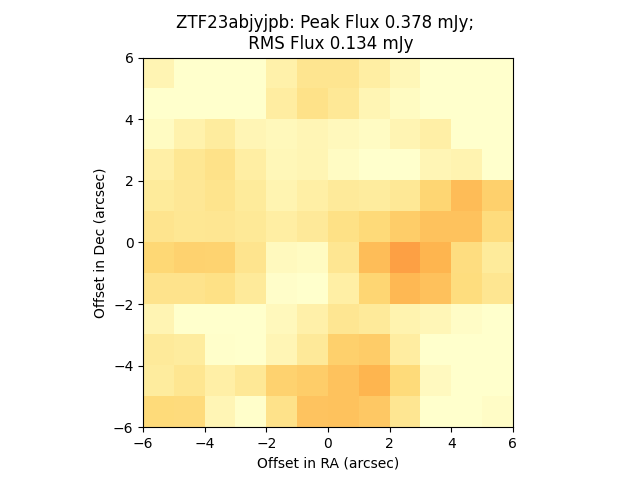 ZTF23abjyjpb: Peak Flux 0.378 mJy;
RMS Flux 0.134 mJy
6
4
2
0
−2
−4
−6
Offset in Dec (arcsec)
−6 −4 −2 0 2 4 6
Offset in RA (arcsec)